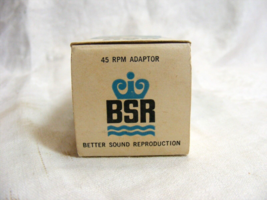 45 RPM ADAPTOR
BSR
BETTER SOUND REPRODUCTION